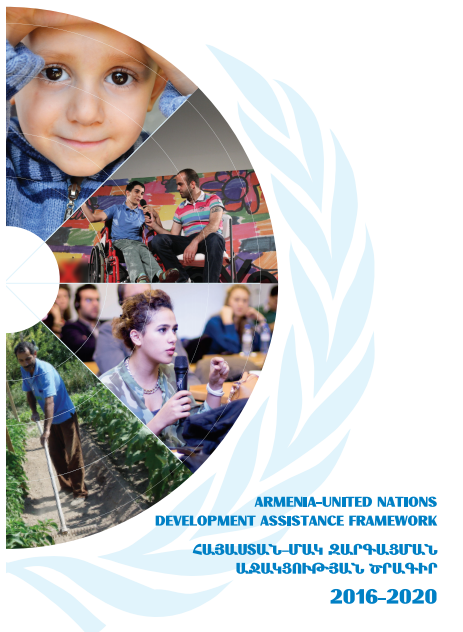 ARMENIA–UNITED NATIONS
DEVELOPMENT ASSISTANCE FRAMEWORK
ՀԱՅԱՍՏԱՆ–ՄԱԿ ԶԱՐԳԱՑՄԱՆ
ԱՋԱԿՑՈՒԹՅԱՆ ԾՐԱԳԻՐ
2016–2020